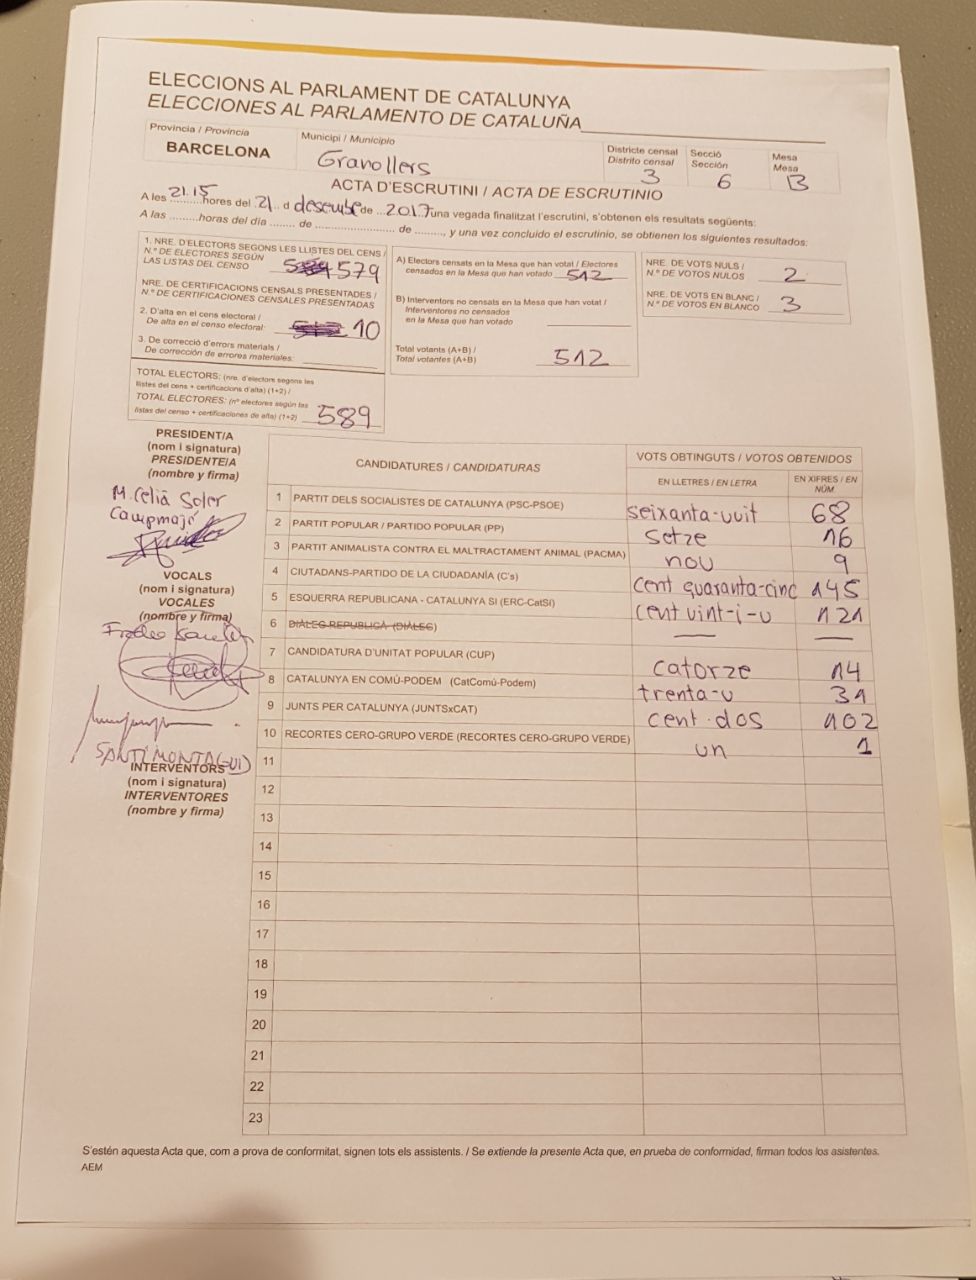 ELECCIONS AL PARLAMENT DE CATALUNYA
ELECCIONES AL PARLAMENTO DE CATALUÑA
Província / Provincia
BARCELONA
Municipi / Municipio
Granollers
Districte censal
Distrito censal
3
Secció
Sección
6
Mesa
Mesa
B
ACTA D'ESCRUTINI / ACTA DE ESCRUTINIO
A les 21.15 hores del 21 d desembre de 2017 una vegada finalitzat l'escrutini, s'obtenen els resultats següents:
A las .........horas del día ........ de ........................ de ........., y una vez concluido el escrutinio, se obtienen los siguientes resultados:
1. NRE. D'ELECTORS SEGONS LES LLISTES DEL CENS /
N.º DE ELECTORES SEGÚN
LAS LISTAS DEL CENSO 579
NRE. DE CERTIFICACIONS CENSALS PRESENTADES /
N.º DE CERTIFICACIONES CENSALES PRESENTADAS
2. D'alta en el cens electoral /
De alta en el censo electoral: 10
3. De correcció d'errors materials /
De corrección de errores materiales:
TOTAL ELECTORS: (nre. d'electors segons les
llistes del cens + certificacions d'alta) (1+2) /
TOTAL ELECTORES: (nº electores según las
listas del censo + certificaciones de alta) (1+2) 589
A) Electors censats en la Mesa que han votat / Electores
censados en la Mesa que han votado 512
B) Interventors no censats en la Mesa que han votat /
Interventores no censados
en la Mesa que han votado
Total votants (A+B) /
Total votantes (A+B) 512
NRE. DE VOTS NULS /
N.º DE VOTOS NULOS 2
NRE. DE VOTS EN BLANC /
N.º DE VOTOS EN BLANCO 3
PRESIDENT/A
(nom i signatura)
PRESIDENTE/A
(nombre y firma)
M. Celià Soler
Campmajó
VOCALS
(nom i signatura)
VOCALES
(nombre y firma)
SANTI MONTAGUD
INTERVENTORS
(nom i signatura)
INTERVENTORES
(nombre y firma)
CANDIDATURES / CANDIDATURAS
VOTS OBTINGUTS / VOTOS OBTENIDOS
EN LLETRES / EN LETRA
EN XIFRES / EN NÚM.
1 PARTIT DELS SOCIALISTES DE CATALUNYA (PSC-PSOE) seixanta-vuit 68
2 PARTIT POPULAR / PARTIDO POPULAR (PP) setze 16
3 PARTIT ANIMALISTA CONTRA EL MALTRACTAMENT ANIMAL (PACMA) nou 9
4 CIUTADANS-PARTIDO DE LA CIUDADANÍA (C's) cent quaranta-cinc 145
5 ESQUERRA REPUBLICANA - CATALUNYA SI (ERC-CatSí) cent vint-i-u 121
6 DIÀLEG REPUBLICÀ (DIÀLEG) — —
7 CANDIDATURA D'UNITAT POPULAR (CUP) catorze 14
8 CATALUNYA EN COMÚ-PODEM (CatComú-Podem) trenta-u 31
9 JUNTS PER CATALUNYA (JUNTSxCAT) cent dos 102
10 RECORTES CERO-GRUPO VERDE (RECORTES CERO-GRUPO VERDE) un 1
11
12
13
14
15
16
17
18
19
20
21
22
23
S'estén aquesta Acta que, com a prova de conformitat, signen tots els assistents. / Se extiende la presente Acta que, en prueba de conformidad, firman todos los asistentes.
AEM